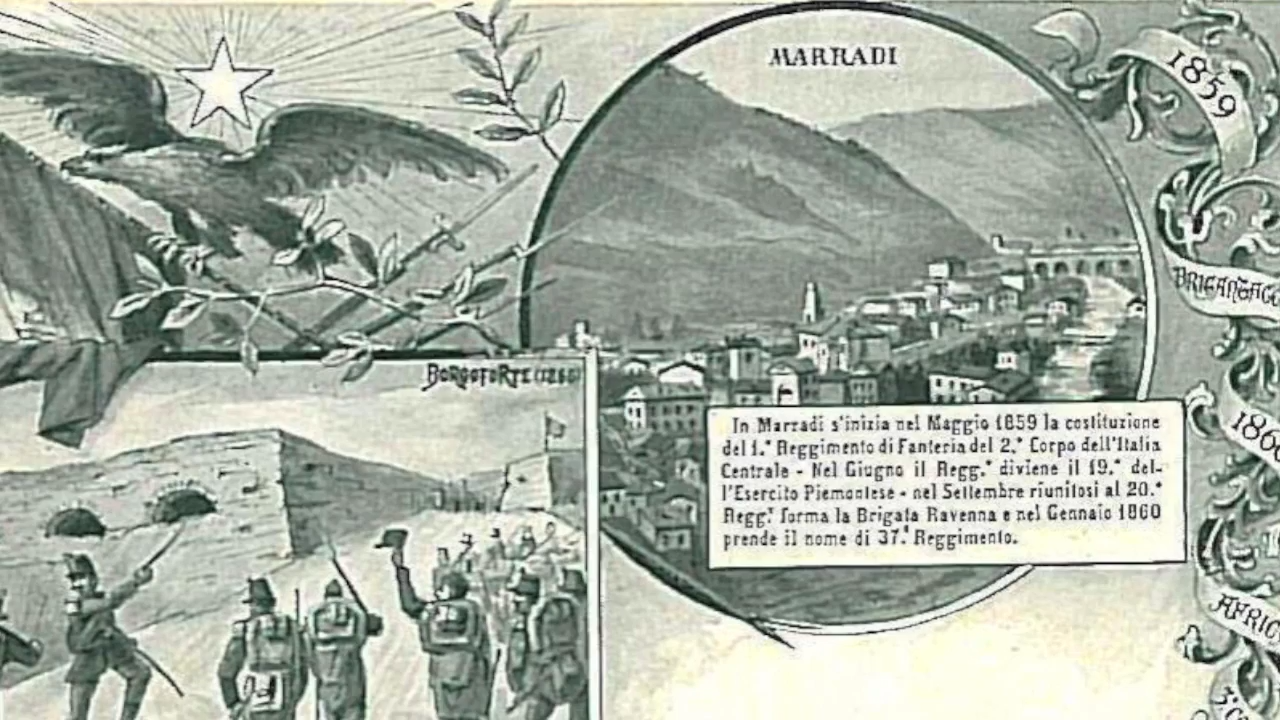 MARRADI
1859
BORGOFORTE (1866)
In Marradi s'inizia nel Maggio 1859 la costituzione
del 1.° Reggimento di Fanteria del 2.° Corpo dell'Italia
Centrale - Nel Giugno il Regg.° diviene il 19.° del-
l'Esercito Piemontese - nel Settembre riunitosi al 20.°
Regg.° forma la Brigata Ravenna e nel Gennaio 1860
prende il nome di 37.° Reggimento.